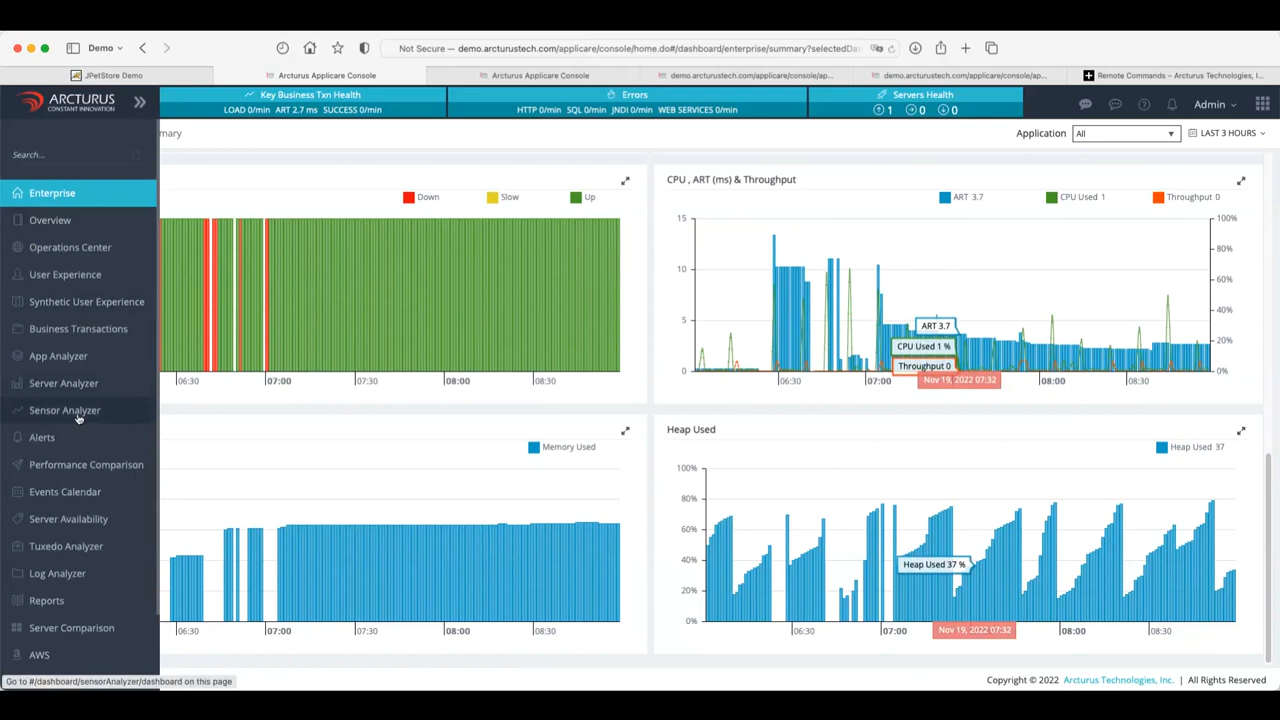 Demo
Not Secure — demo.arcturustech.com/applicare/console/home.do#/dashboard/enterprise/summary?selectedDa
JPetStore Demo
Arcturus Applicare Console
Arcturus Applicare Console
demo.arcturustech.com/applicare/console/ap...
demo.arcturustech.com/applicare/console/ap...
Remote Commands – Arcturus Technologies, I...
ARCTURUS
CONSTANT INNOVATION
Key Business Txn Health
LOAD 0/min ART 2.7 ms SUCCESS 0/min
Errors
HTTP 0/min SQL 0/min JNDI 0/min WEB SERVICES 0/min
Servers Health
1 0 0
Admin
mmary
Application
All
LAST 3 HOURS
Search...
Enterprise
Overview
Operations Center
User Experience
Synthetic User Experience
Business Transactions
App Analyzer
Server Analyzer
Sensor Analyzer
Alerts
Performance Comparison
Events Calendar
Server Availability
Tuxedo Analyzer
Log Analyzer
Reports
Server Comparison
AWS
Go to #/dashboard/sensorAnalyzer/dashboard on this page
Down Slow Up
06:30 07:00 07:30 08:00 08:30
CPU , ART (ms) & Throughput
ART 3.7 CPU Used 1 Throughput 0
15 100%
80%
10
60%
5 40%
20%
0 0%
ART 3.7
CPU Used 1 %
Throughput 0
06:30 07:00 Nov 19, 2022 07:32 08:00 08:30
Memory Used
06:30 07:00 07:30 08:00 08:30
Heap Used
Heap Used 37
100%
80%
60%
40%
20%
0%
Heap Used 37 %
06:30 07:00 Nov 19, 2022 07:32 08:00 08:30
Copyright © 2022 Arcturus Technologies, Inc. | All Rights Reserved